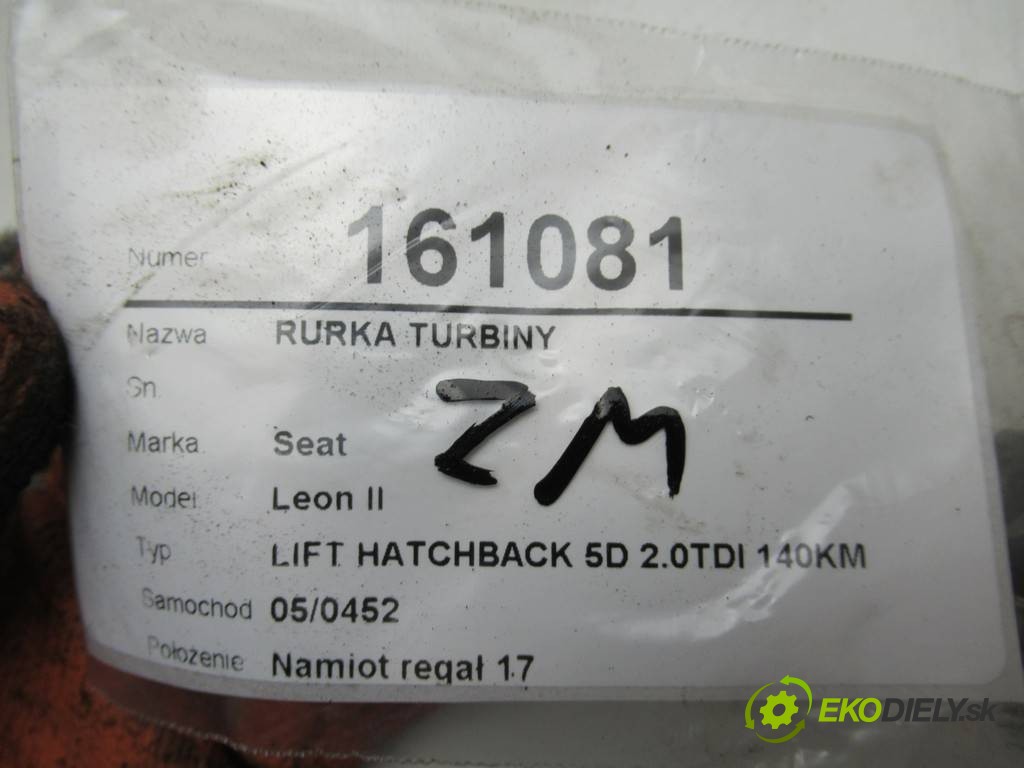 Numer 161081
Nazwa RURKA TURBINY
Sn.
ZM
Marka Seat
Model Leon II
Typ LIFT HATCHBACK 5D 2.0TDI 140KM
Samochod 05/0452
Położenie Namiot regał 17
EKODIELY.sk